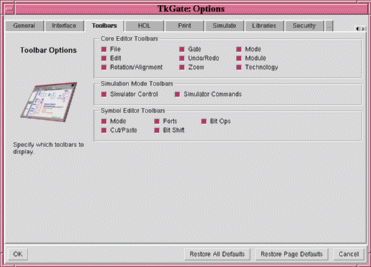 TkGate: Options
General Interface Toolbars HDL Print Simulate Libraries Security
Toolbar Options
Specify which toolbars to
display.
Core Editor Toolbars
File Gate Mode
Edit Undo/Redo Module
Rotation/Alignment Zoom Technology
Simulation Mode Toolbars
Simulator Control Simulator Commands
Symbol Editor Toolbars
Mode Ports Bit Ops
Cut/Paste Bit Shift
OK Restore All Defaults Restore Page Defaults Cancel